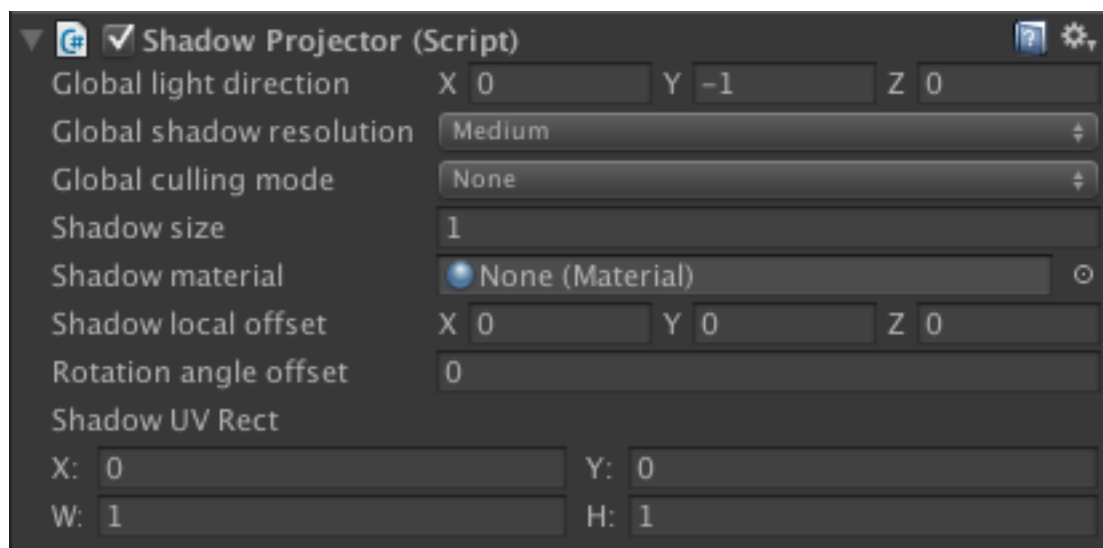 Shadow Projector (Script)
Global light direction X 0 Y -1 Z 0
Global shadow resolution Medium
Global culling mode None
Shadow size 1
Shadow material None (Material)
Shadow local offset X 0 Y 0 Z 0
Rotation angle offset 0
Shadow UV Rect
X: 0 Y: 0
W: 1 H: 1